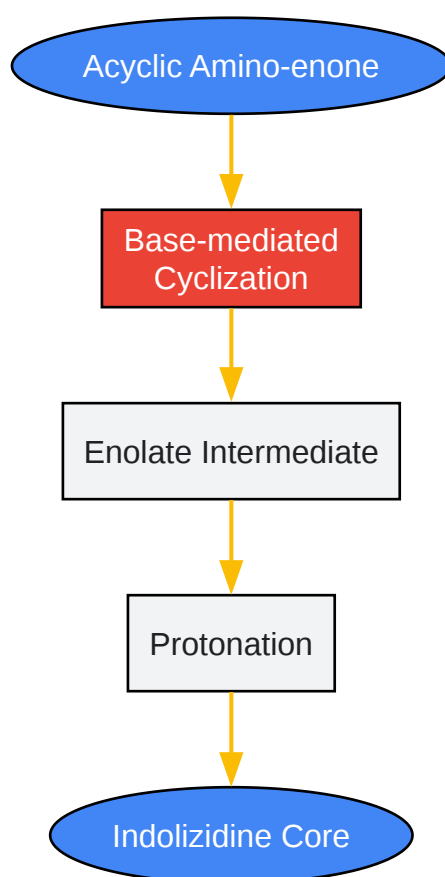 Acyclic Amino-enone
Base-mediated
Cyclization
Enolate Intermediate
Protonation
Indolizidine Core